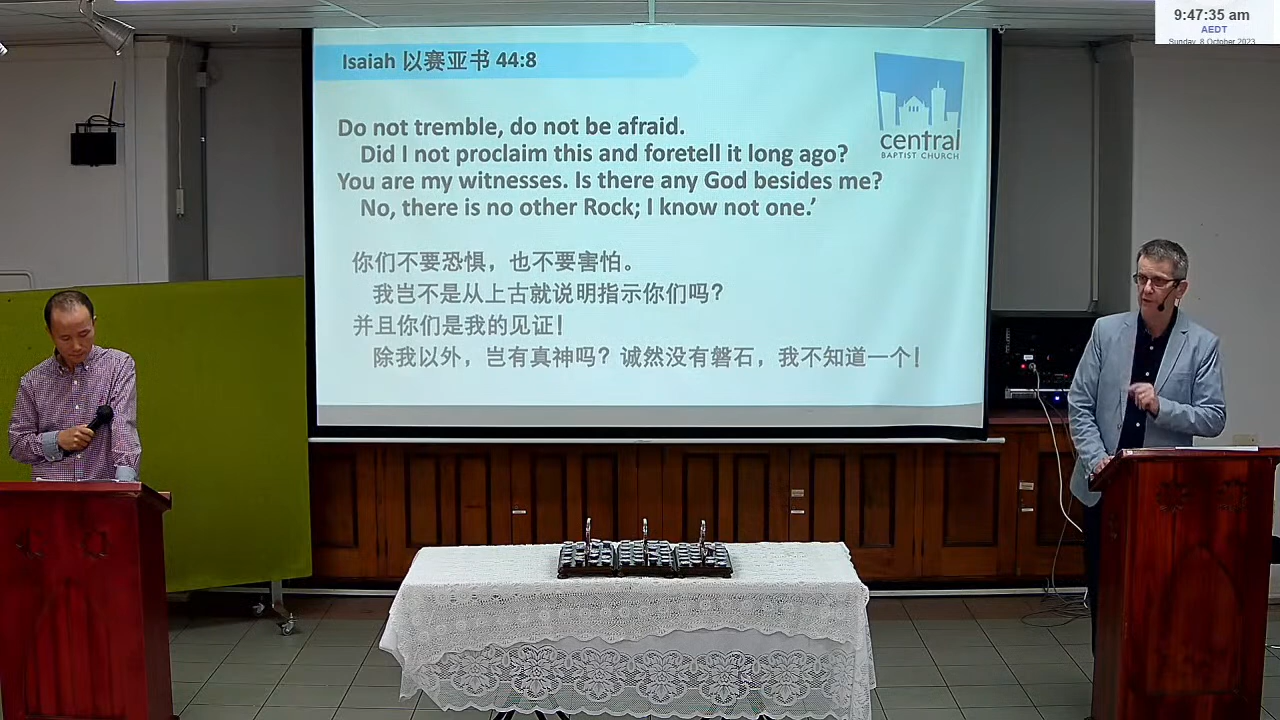 9:47:35 am
AEDT
Sunday, 8 October 2023
Isaiah 以赛亚书 44:8
central
BAPTIST CHURCH
Do not tremble, do not be afraid.
Did I not proclaim this and foretell it long ago?
You are my witnesses. Is there any God besides me?
No, there is no other Rock; I know not one.’
你们不要恐惧，也不要害怕。
我岂不是从上古就说明指示你们吗？
并且你们是我的见证！
除我以外，岂有真神吗？诚然没有磐石，我不知道一个！